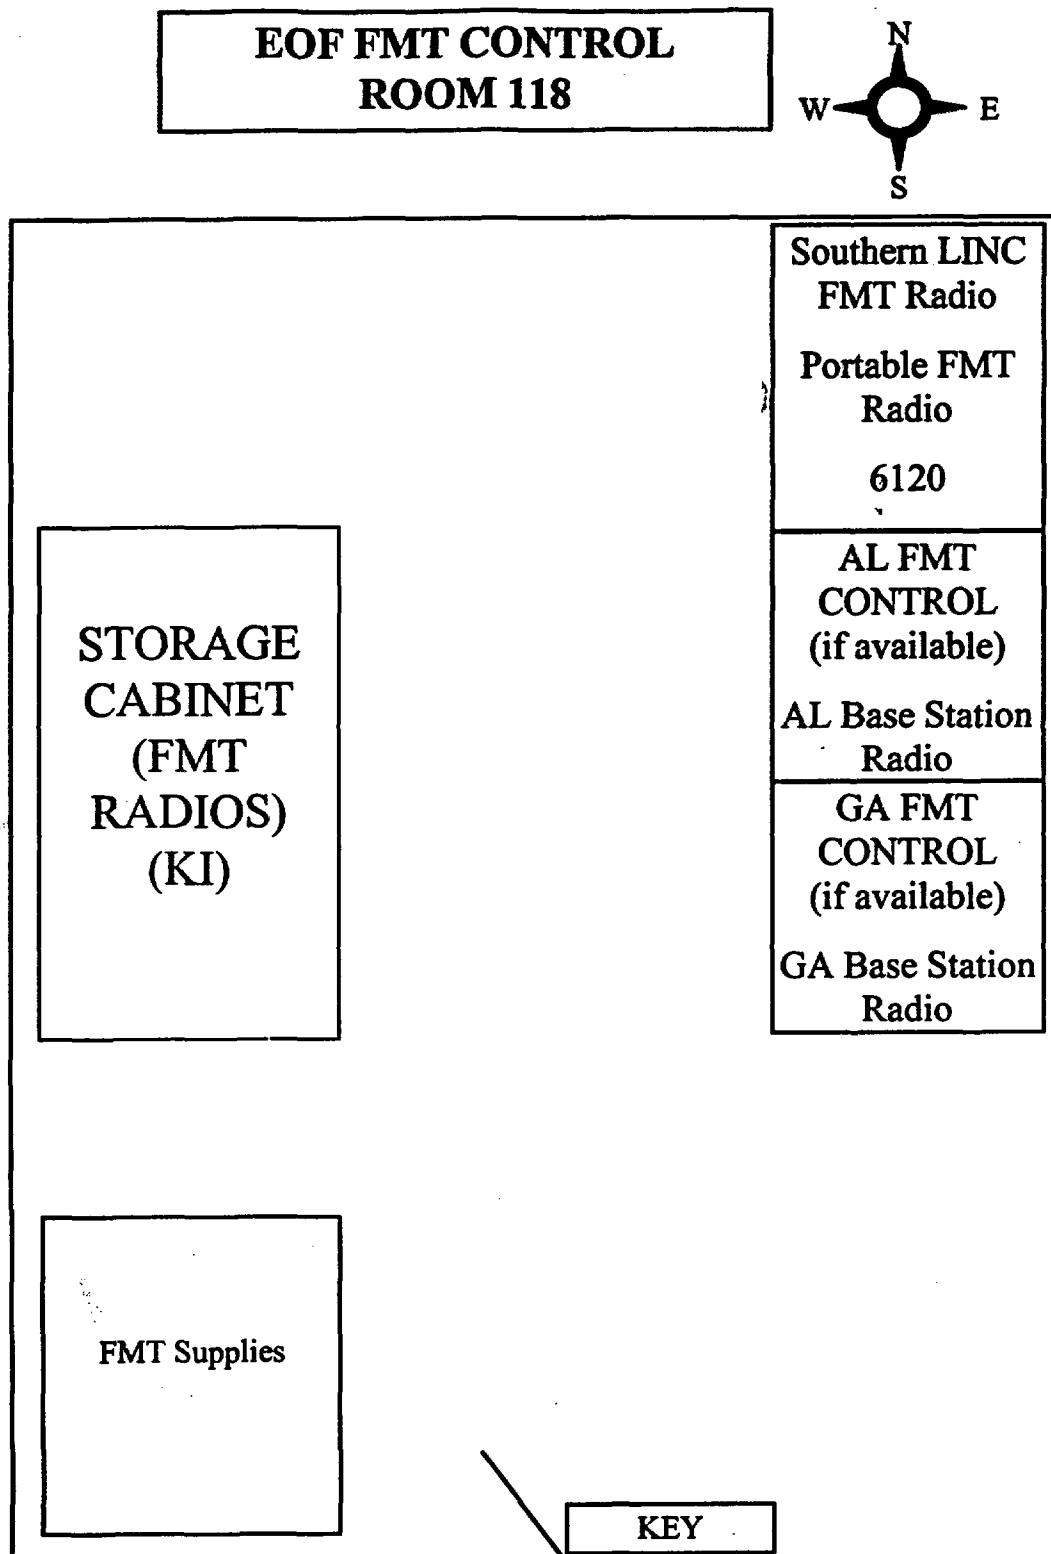 EOF FMT CONTROL
ROOM 118
N
W
E
S
Southern LINC
FMT Radio
Portable FMT
Radio
6120
AL FMT
CONTROL
(if available)
AL Base Station
Radio
GA FMT
CONTROL
(if available)
GA Base Station
Radio
STORAGE
CABINET
(FMT
RADIOS)
(KI)
FMT Supplies
KEY